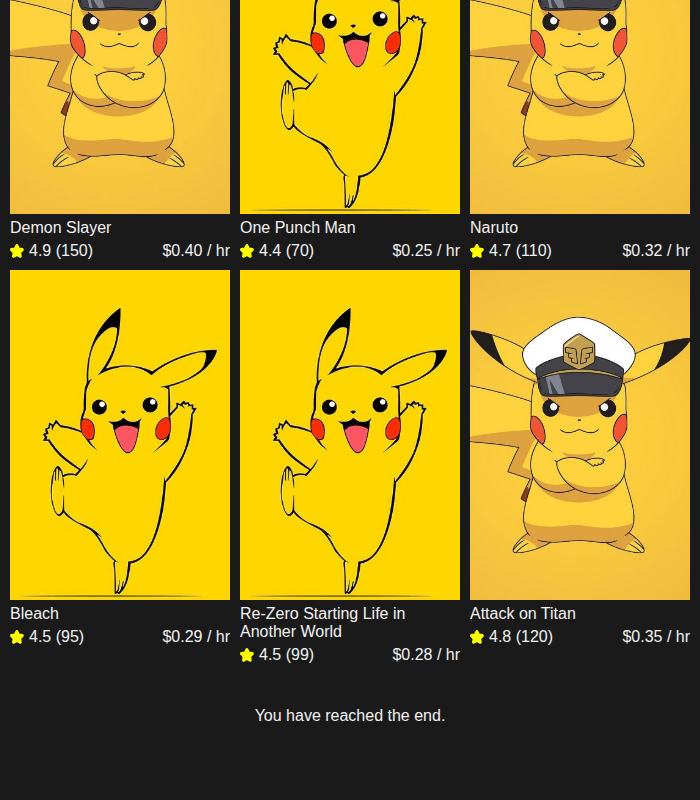 Demon Slayer
4.9 (150) $0.40 / hr
One Punch Man
4.4 (70) $0.25 / hr
Naruto
4.7 (110) $0.32 / hr
Bleach
4.5 (95) $0.29 / hr
Re-Zero Starting Life in
Another World
4.5 (99) $0.28 / hr
Attack on Titan
4.8 (120) $0.35 / hr
You have reached the end.